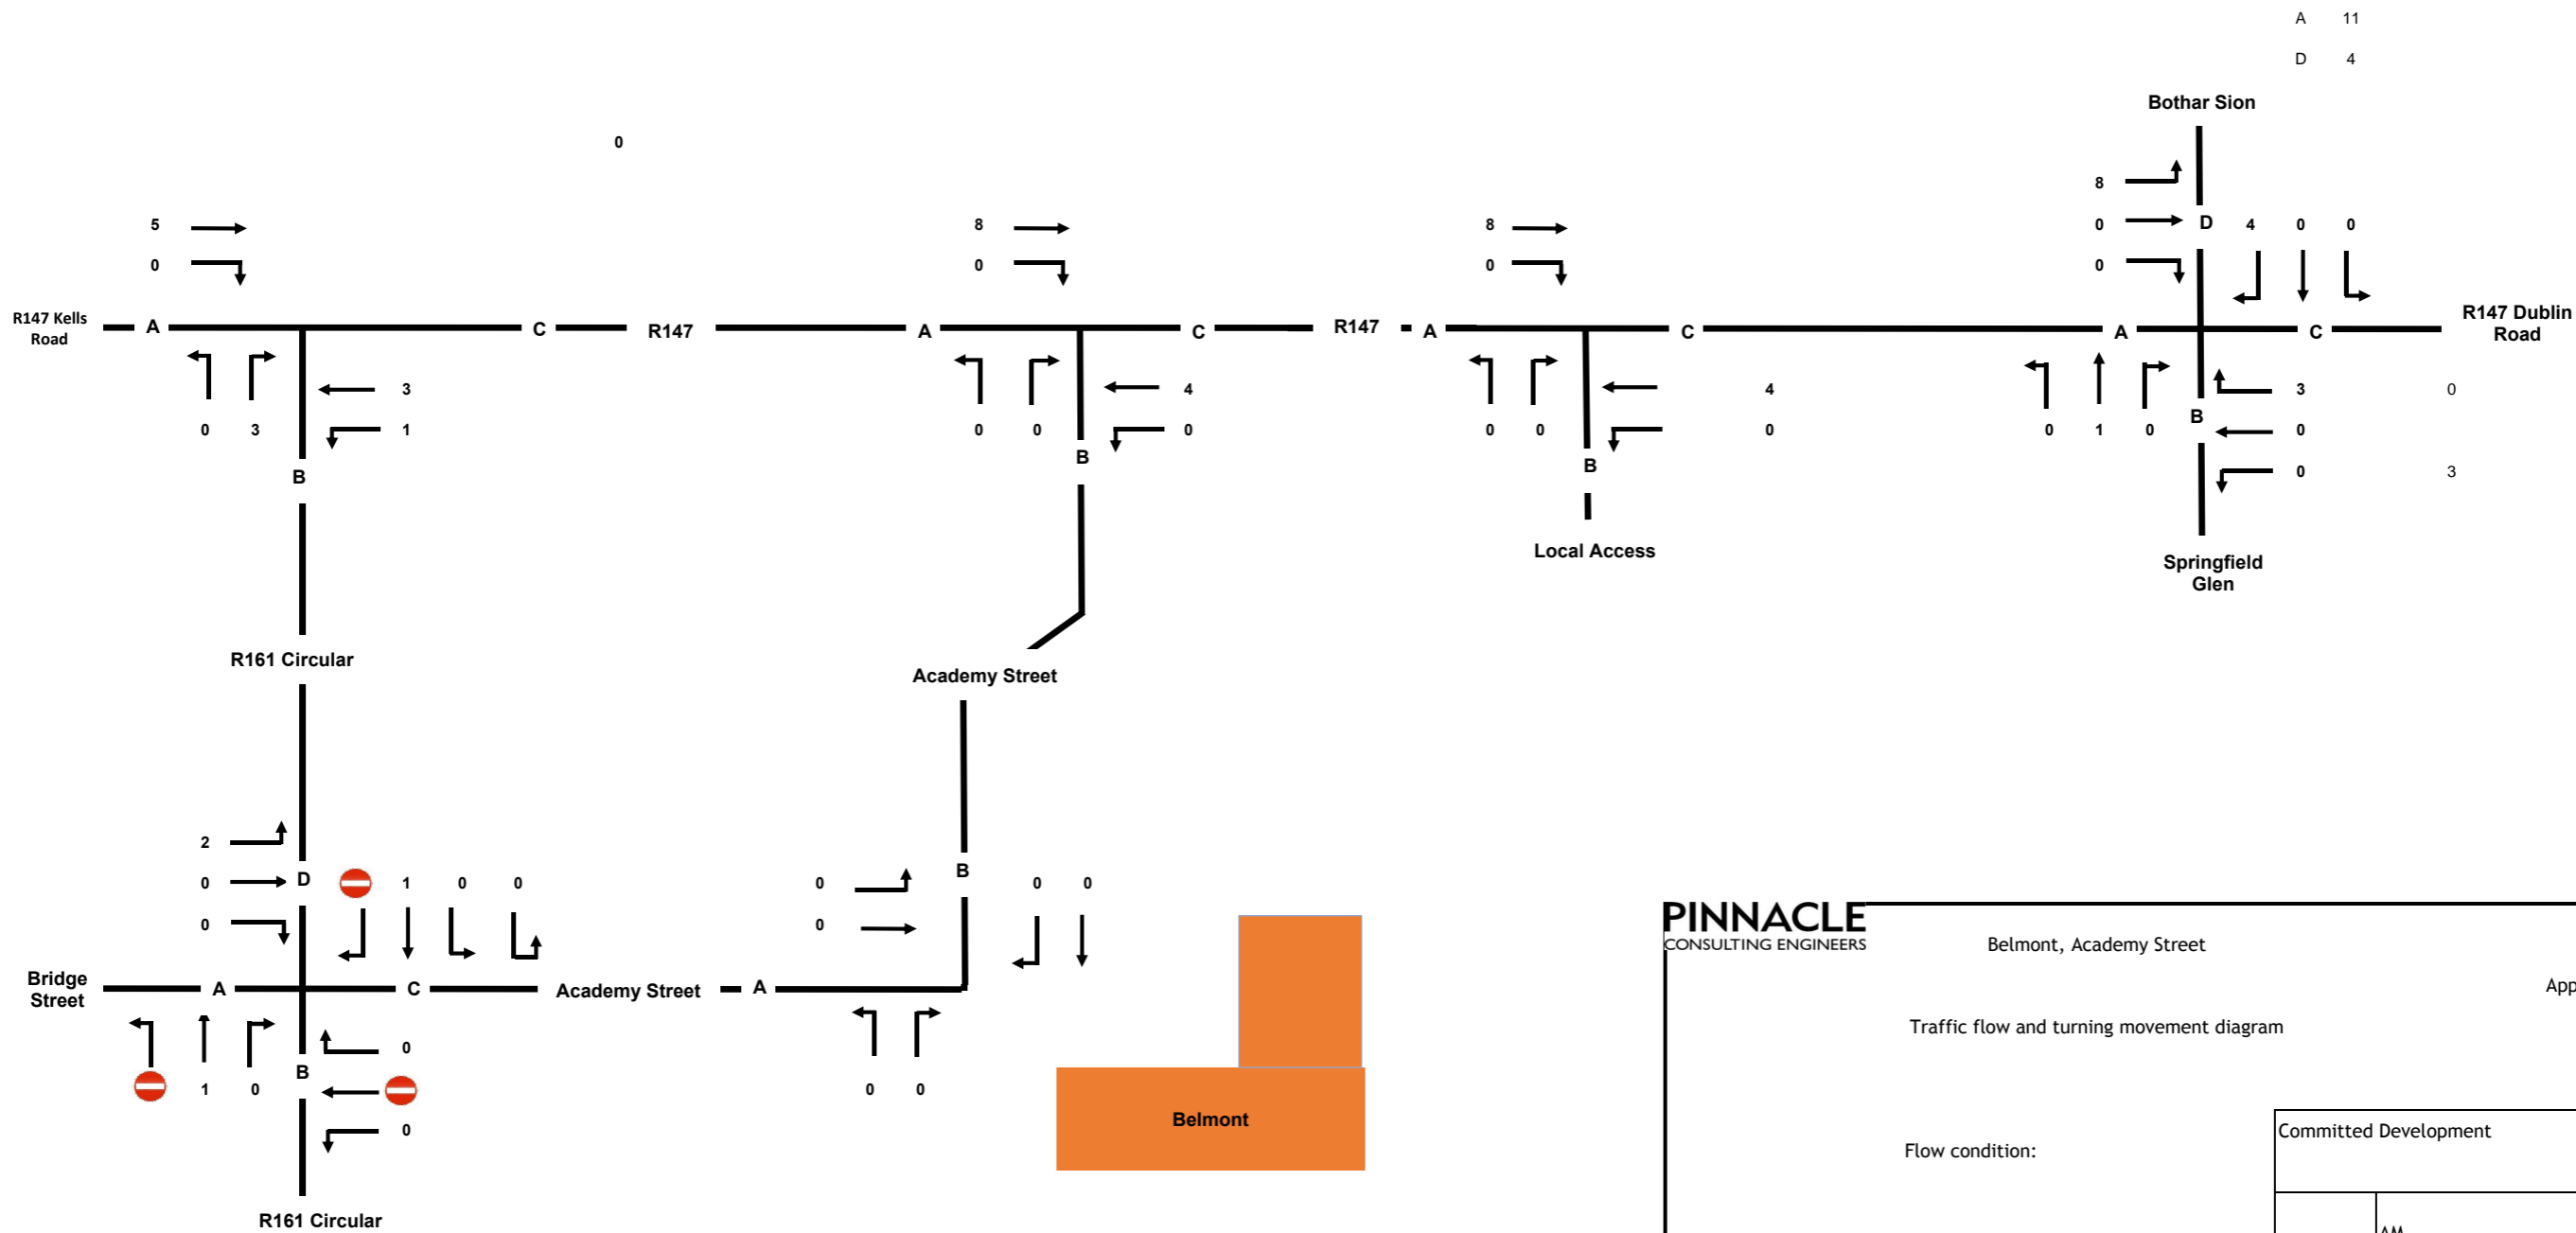 A 11
D 4
Bothar Sion
0
8
5 8 8 0 D 4 0 0
0 0 0 0
R147 Kells
Road
A C R147 A C R147 A C A C
R147 Dublin
Road
3 4 4 3 0
0 3 1 0 0 0 0 0 0 0 1 0 B 0
B B B 0 3
Local Access
Springfield
Glen
R161 Circular
Academy Street
2
0 D 1 0 0 0 B 0 0
0 0
Bridge
Street
A C Academy Street A
0
B
1 0 0 0
0
Belmont
R161 Circular
PINNACLE
CONSULTING ENGINEERS
Belmont, Academy Street
App
Traffic flow and turning movement diagram
Flow condition:
Committed Development
AM